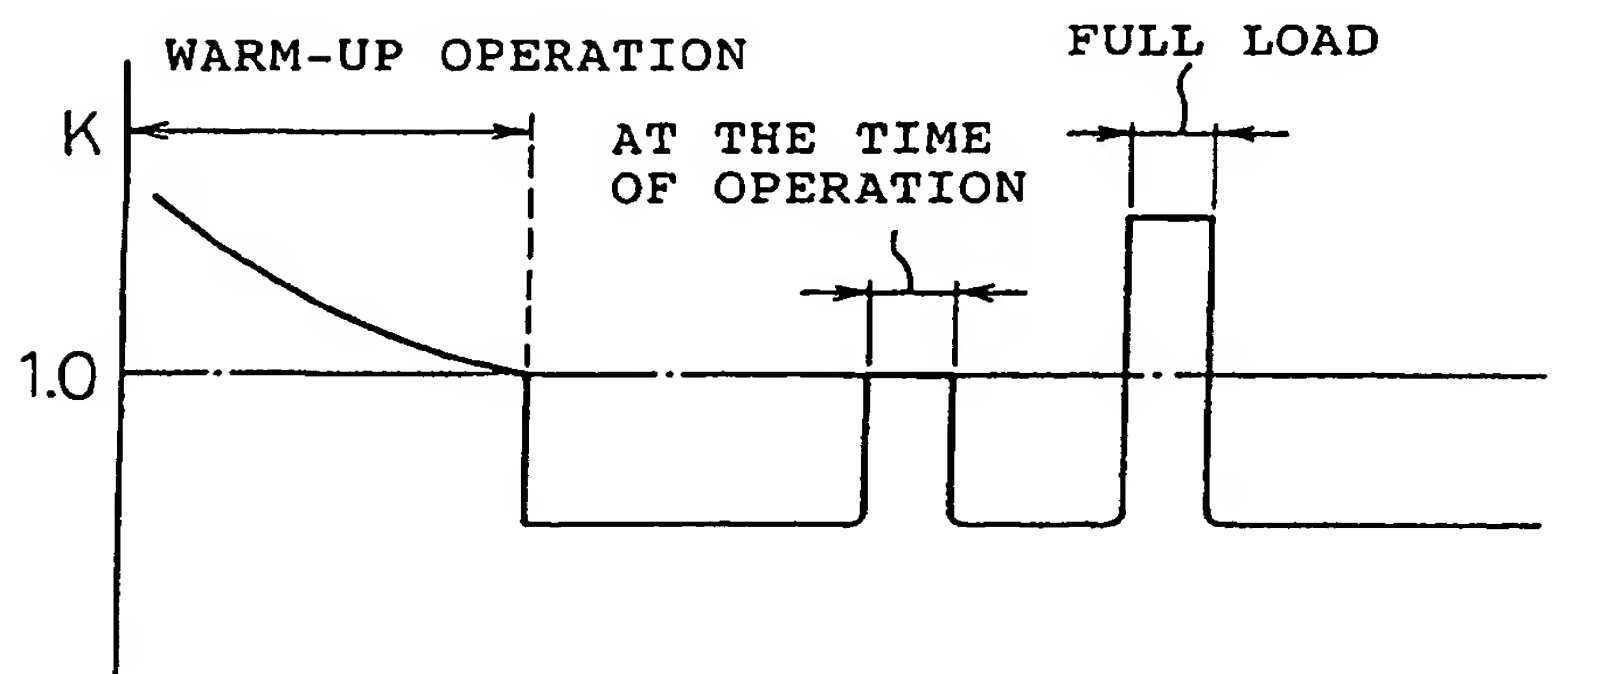 WARM-UP OPERATION
FULL LOAD
K
AT THE TIME
OF OPERATION
1.0